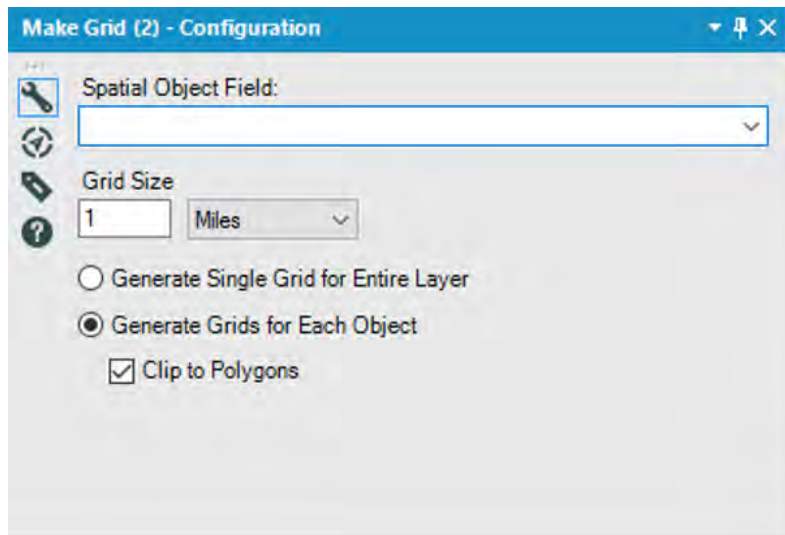 Make Grid (2) - Configuration
Spatial Object Field:
Grid Size
1 Miles
Generate Single Grid for Entire Layer
Generate Grids for Each Object
Clip to Polygons